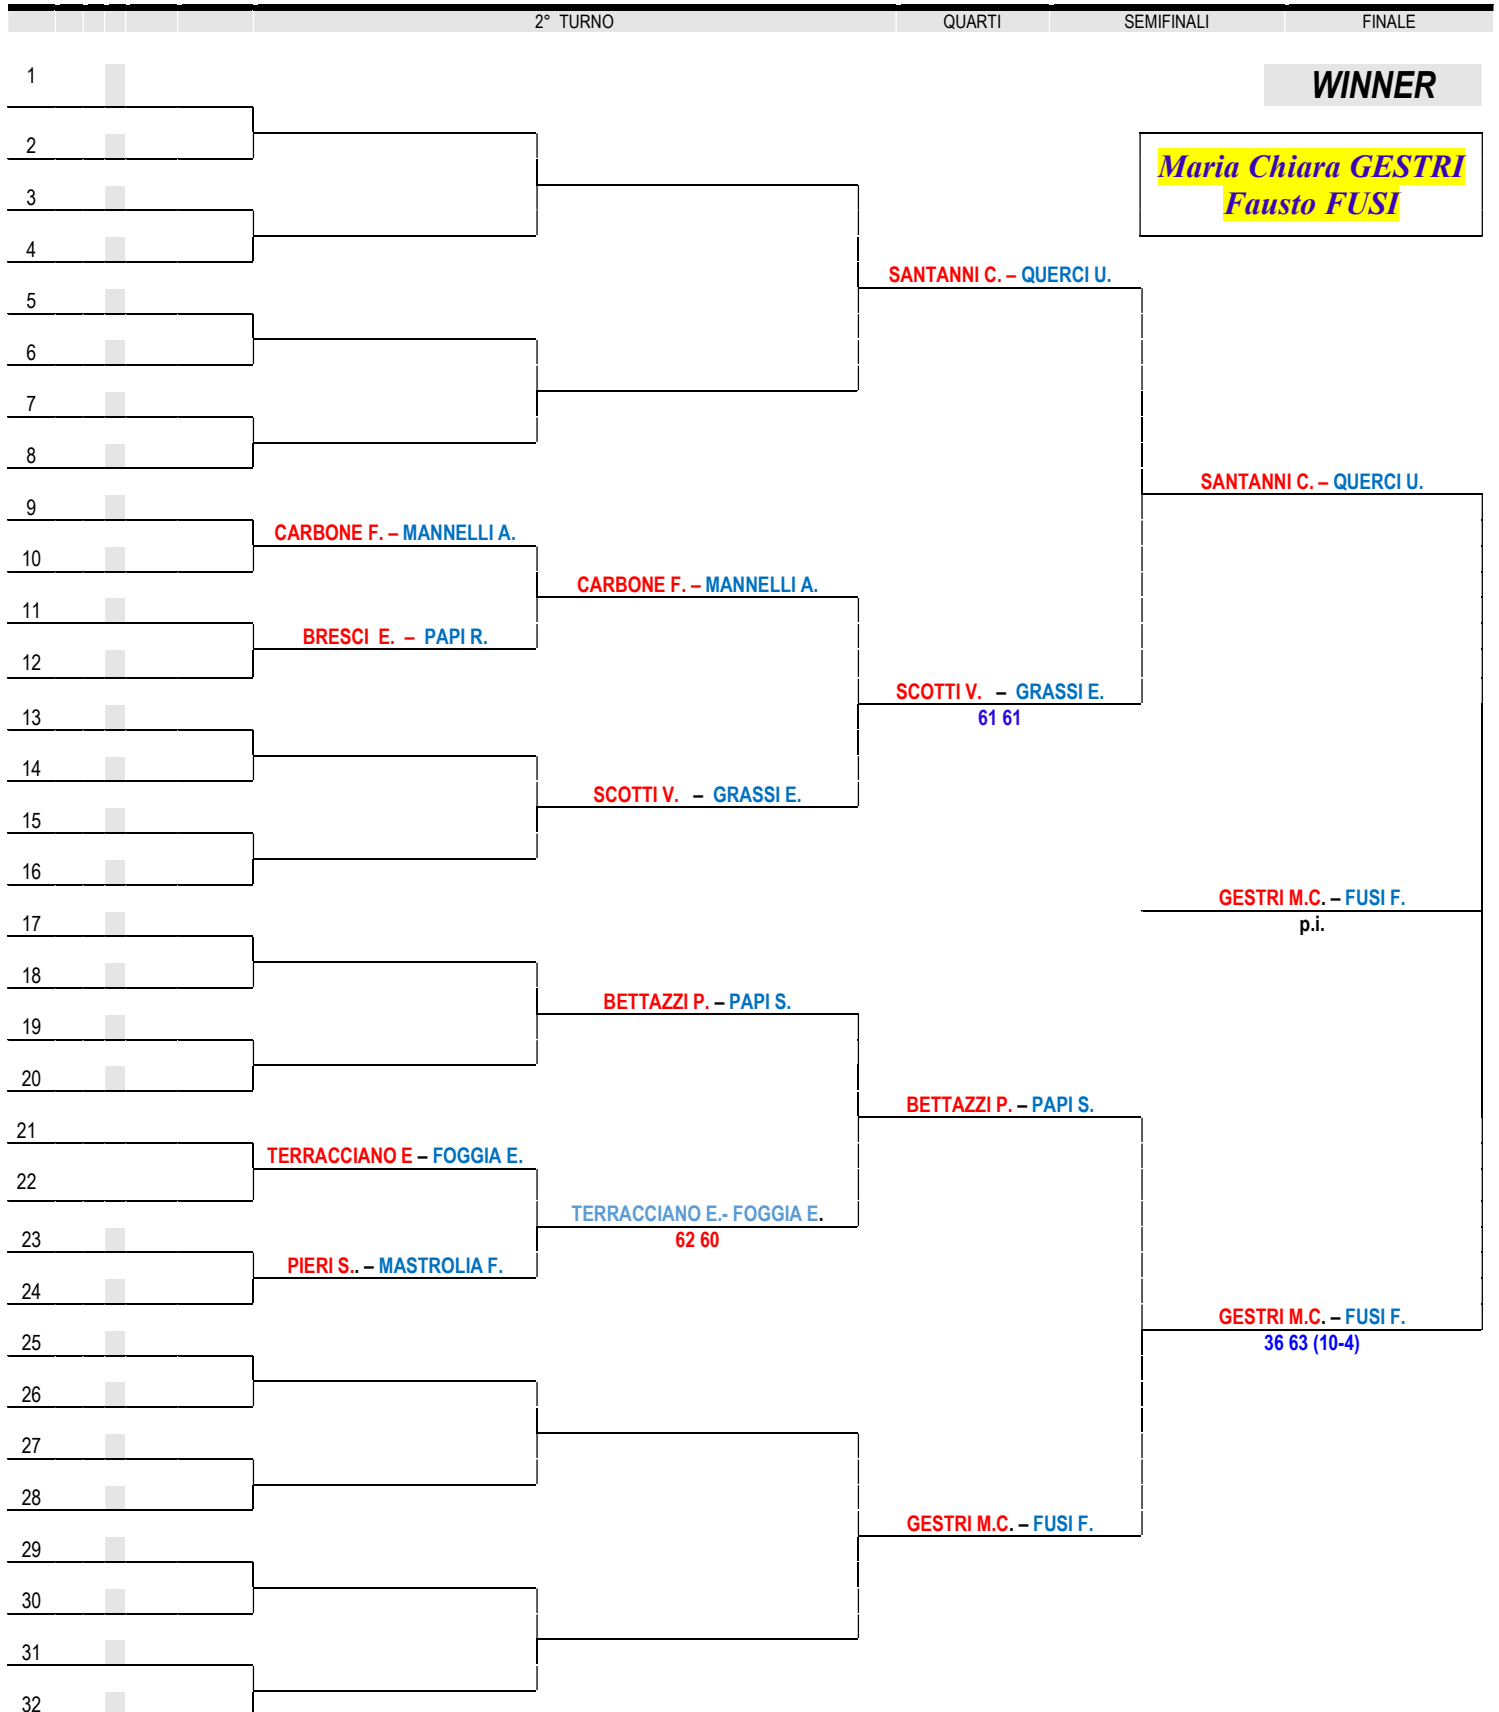 2° TURNO QUARTI SEMIFINALI FINALE
1
WINNER
2
Maria Chiara GESTRI
3
Fausto FUSI
4
SANTANNI C. – QUERCI U.
5
6
7
8
SANTANNI C. – QUERCI U.
9
CARBONE F. – MANNELLI A.
10
CARBONE F. – MANNELLI A.
11
BRESCI E. – PAPI R.
12
SCOTTI V. – GRASSI E.
13
61 61
14
SCOTTI V. – GRASSI E.
15
16
GESTRI M.C. – FUSI F.
17
p.i.
18
BETTAZZI P. – PAPI S.
19
20
BETTAZZI P. – PAPI S.
21
TERRACCIANO E – FOGGIA E.
22
TERRACCIANO E.- FOGGIA E.
23
62 60
PIERI S.. – MASTROLIA F.
24
GESTRI M.C. – FUSI F.
25
36 63 (10-4)
26
27
28
GESTRI M.C. – FUSI F.
29
30
31
32